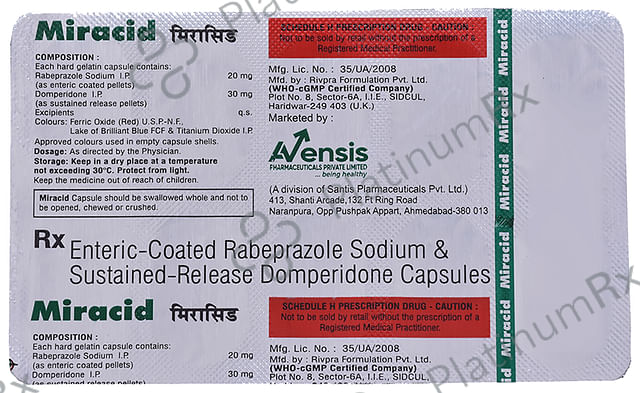 Miracid मिरासिड
COMPOSITION :
Each hard gelatin capsule contains:
Rabeprazole Sodium I.P. 20 mg
(as enteric coated pellets)
Domperidone I.P. 30 mg
(as sustained release pellets)
Excipients q.s.
Colours: Ferric Oxide (Red) U.S.P-N.F.,
Lake of Brilliant Blue FCF & Titanium Dioxide I.P.
Approved colours used in empty capsule shells.
Dosage: As directed by the Physician.
Storage: Keep in a dry place at a temperature
not exceeding 30°C. Protect from light.
Keep the medicine out of reach of children.
Miracid Capsule should be swallowed whole and not to
be opened, chewed or crushed.
SCHEDULE H PRESCRIPTION DRUG - CAUTION :
Not to be sold by retail without the prescription of a
Registered Medical Practitioner.
Mfg. Lic. No. : 35/UA/2008
Mfd. by : Rivpra Formulation Pvt. Ltd.
(WHO-cGMP Certified Company)
Plot No. 8, Sector-6A, I.I.E., SIDCUL,
Haridwar-249 403 (U.K.)
Marketed by :
Avensis
PHARMACEUTICALS PRIVATE LIMITED
... being healthy
(A division of Santis Plarmaceuticals Pvt. Ltd.)
413, Shanti Arcade,132 Ft Ring Road
Naranpura, Opp Pushpak Appart, Ahmedabad-380 013
Rx Enteric-Coated Rabeprazole Sodium &
Sustained-Release Domperidone Capsules
Miracid मिरासिड
COMPOSITION :
Each hard gelatin capsule contains:
Rabeprazole Sodium I.P. 20 mg
(as enteric coated pellets)
Domperidone I.P. 30 mg
(as sustained release pellets)
SCHEDULE H PRESCRIPTION DRUG - CAUTION :
Not to be sold by retail without the prescription of a
Registered Medical Practitioner.
Mfg. Lic. No. : 35/UA/2008
Mfd. by : Rivpra Formulation Pvt. Ltd.
(WHO-cGMP Certified Company)
Plot No. 8, Sector-6A, I.I.E., SIDCUL,
Miracid Miracid Miracid Miracid Miracid
PlatinumRx